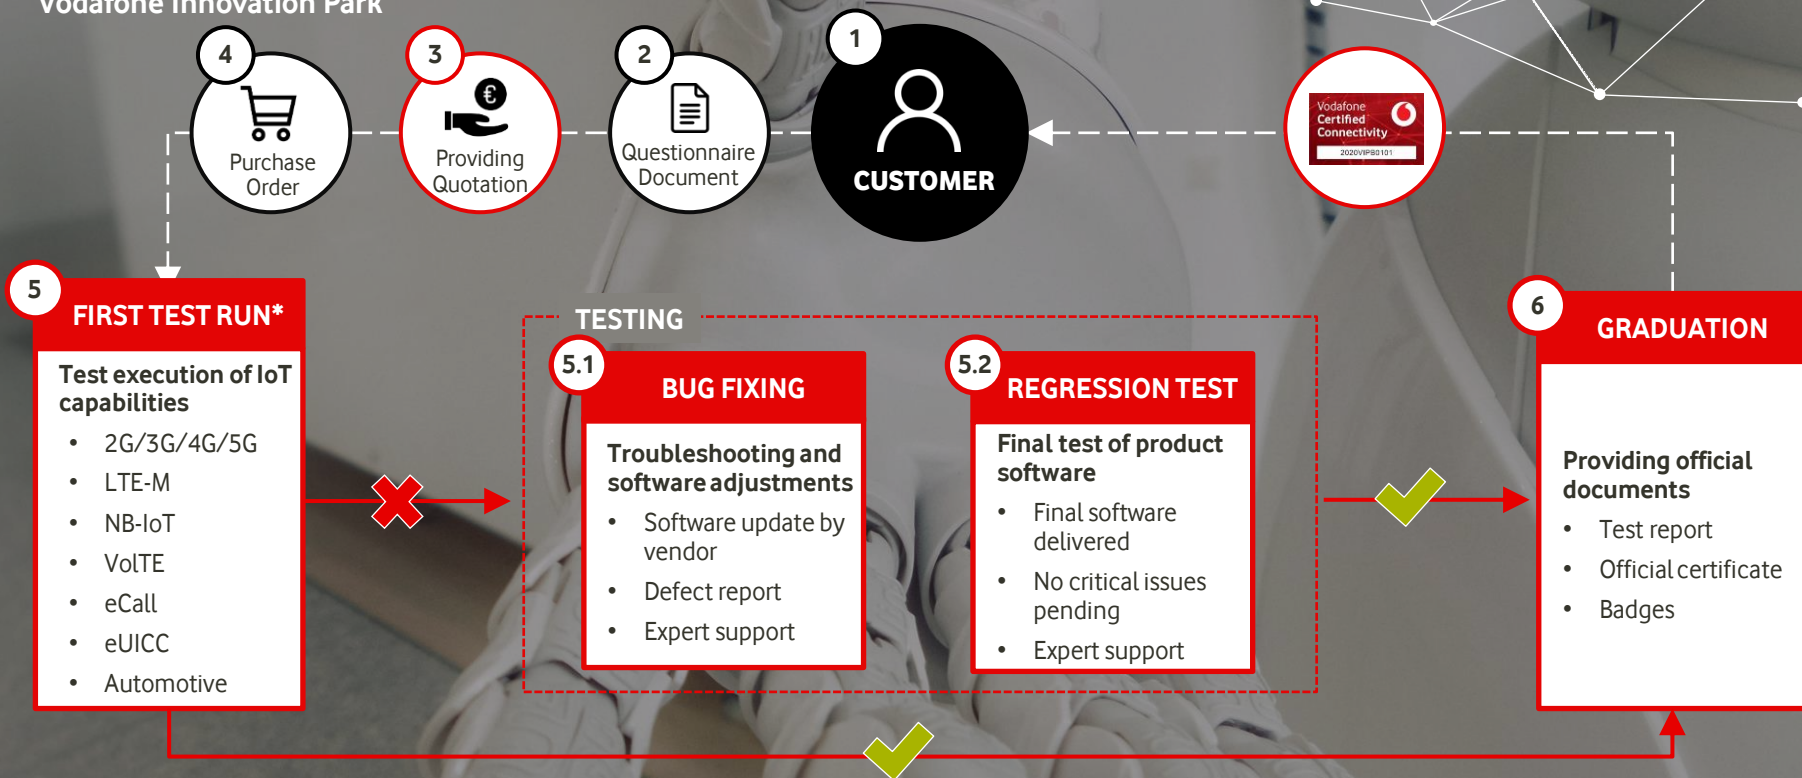 Vodafone Innovation Park
4
Purchase
Order
3
€
Providing
Quotation
2
Questionnaire
Document
1
CUSTOMER
Vodafone
Certified
Connectivity
2020VIPB0101
5
FIRST TEST RUN*
Test execution of IoT
capabilities
• 2G/3G/4G/5G
• LTE-M
• NB-IoT
• VolTE
• eCall
• eUICC
• Automotive
TESTING
5.1
BUG FIXING
Troubleshooting and
software adjustments
• Software update by
vendor
• Defect report
• Expert support
5.2
REGRESSION TEST
Final test of product
software
• Final software
delivered
• No critical issues
pending
• Expert support
6
GRADUATION
Providing official
documents
• Test report
• Official certificate
• Badges